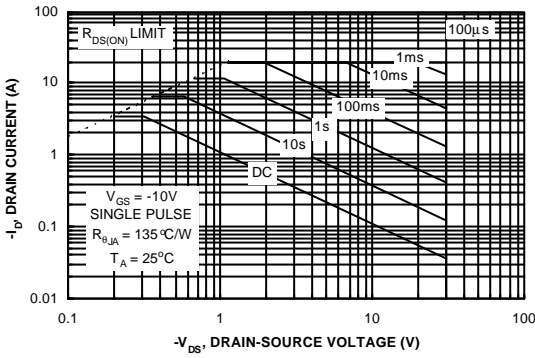 100
10
1
0.1
0.01
-I_D, DRAIN CURRENT (A)
R_DS(ON) LIMIT
100µs
1ms
10ms
100ms
1s
10s
DC
V_GS = -10V
SINGLE PULSE
R_θJA = 135°C/W
T_A = 25°C
0.1
1
10
100
-V_DS, DRAIN-SOURCE VOLTAGE (V)